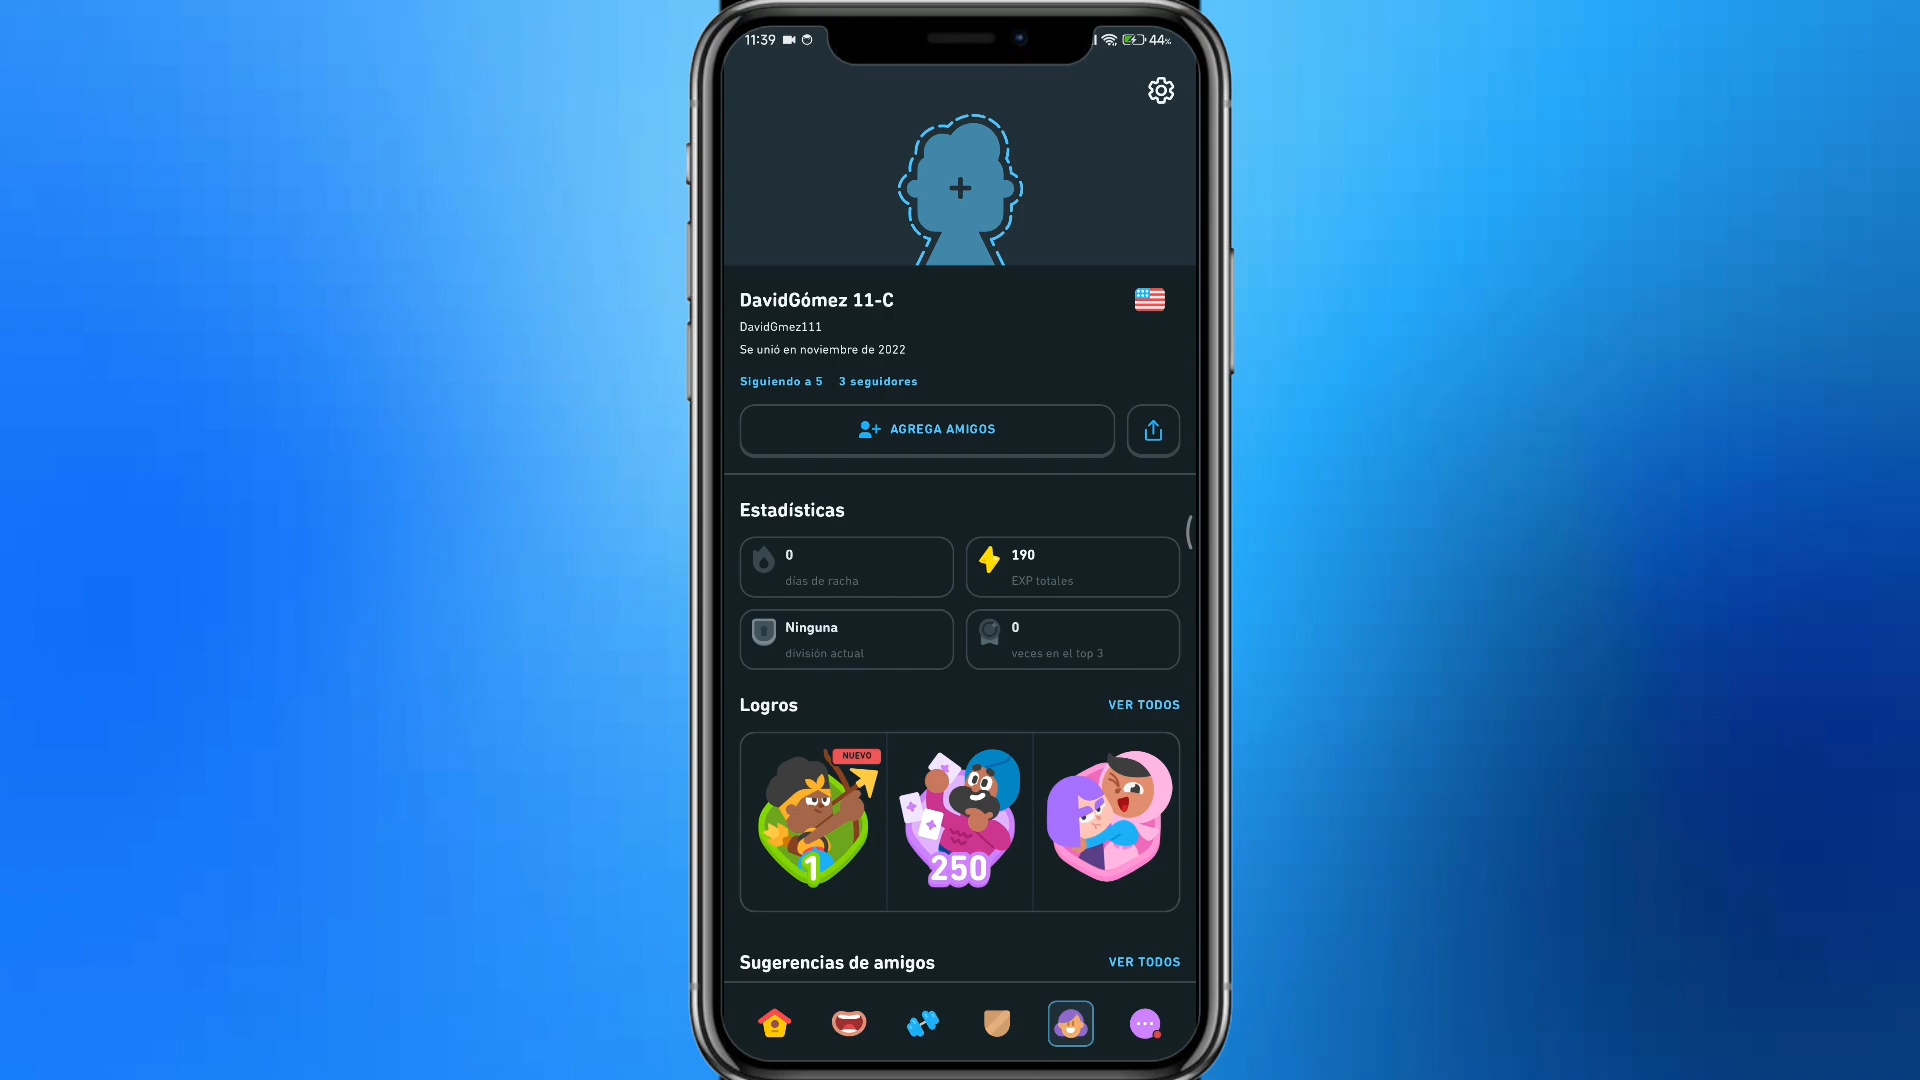 11:39
44%
DavidGómez 11-C
DavidGmez111
Se unió en noviembre de 2022
Siguiendo a 5 3 seguidores
AGREGA AMIGOS
Estadísticas
0
días de racha
190
EXP totales
Ninguna
división actual
0
veces en el top 3
Logros
VER TODOS
NUEVO
1
250
Sugerencias de amigos
VER TODOS